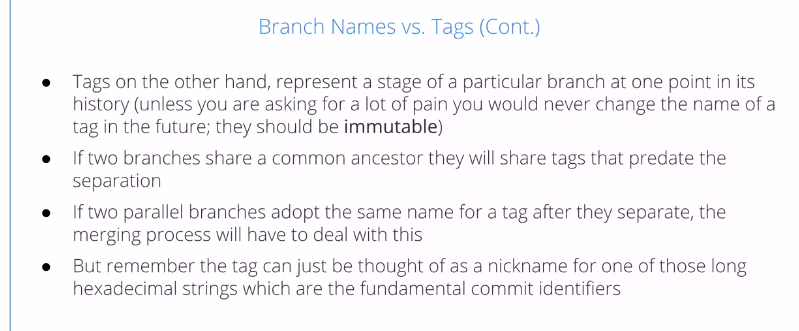 Branch Names vs. Tags (Cont.)
● Tags on the other hand, represent a stage of a particular branch at one point in its
history (unless you are asking for a lot of pain you would never change the name of a
tag in the future; they should be immutable)
● If two branches share a common ancestor they will share tags that predate the
separation
● If two parallel branches adopt the same name for a tag after they separate, the
merging process will have to deal with this
● But remember the tag can just be thought of as a nickname for one of those long
hexadecimal strings which are the fundamental commit identifiers